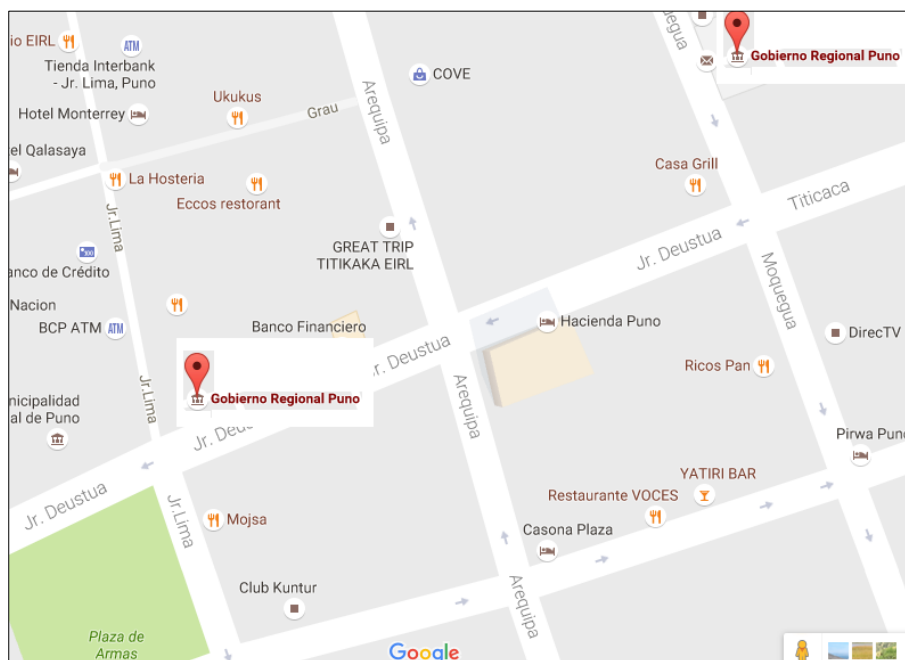 io EIRL
ATM
Tienda Interbank
- Jr. Lima, Puno
Hotel Monterrey
Ukukus
Grau
Arequipa
COVE
quegua
Gobierno Regional Puno
el Qalasaya
La Hosteria
Eccos restorant
Casa Grill
Titicaca
Jr.Lima
GREAT TRIP
TITIKAKA EIRL
Jr. Deustua
anco de Crédito
Nacion
BCP ATM
ATM
Banco Financiero
Hacienda Puno
Moquegua
DirecTV
Jr.Lima
Gobierno Regional Puno
r. Deustua
Arequipa
Ricos Pan
nicipalidad
al de Puno
Jr. Deus
Pirwa Puno
YATIRI BAR
Restaurante VOCES
Jr. Deustua
Jr.Lima
Mojsa
Casona Plaza
Club Kuntur
Arequipa
Plaza de
Armas
Google